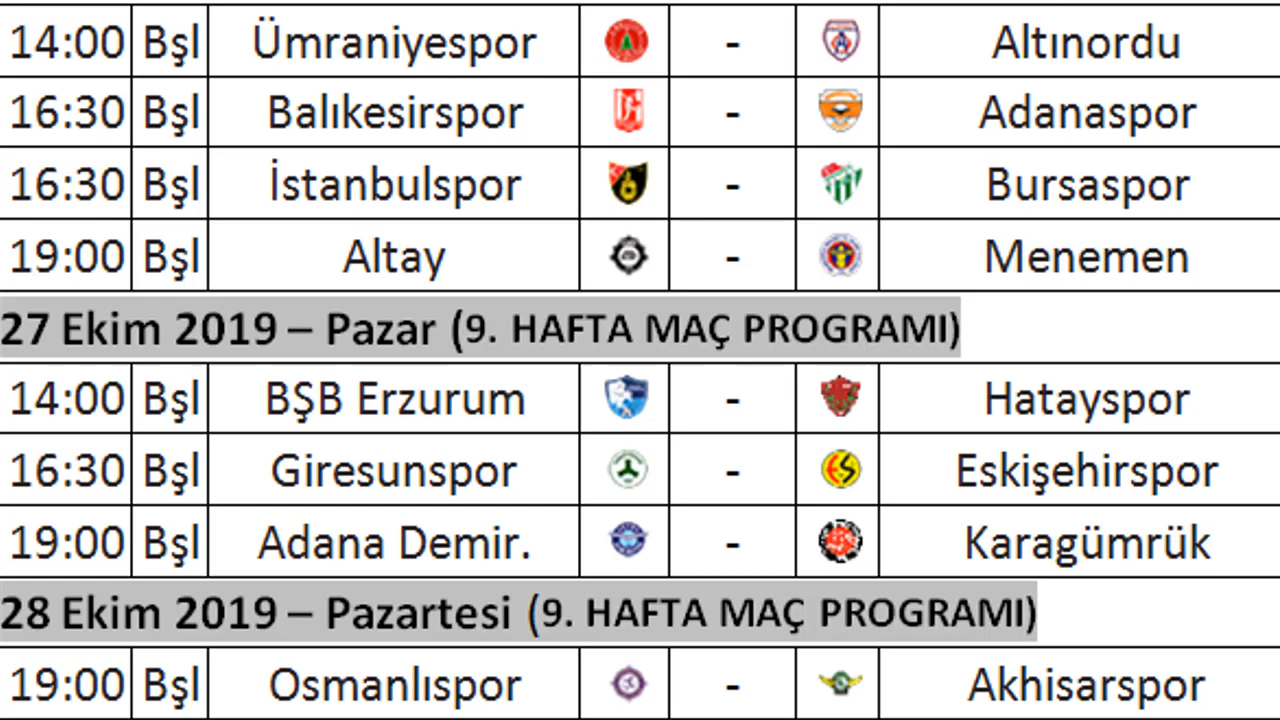 14:00 Bşl Ümraniyespor - Altınordu
16:30 Bşl Balıkesirspor - Adanaspor
16:30 Bşl İstanbulspor - Bursaspor
19:00 Bşl Altay - Menemen
27 Ekim 2019 – Pazar (9. HAFTA MAÇ PROGRAMI)
14:00 Bşl BŞB Erzurum - Hatayspor
16:30 Bşl Giresunspor - Eskişehirspor
19:00 Bşl Adana Demir. - Karagümrük
28 Ekim 2019 – Pazartesi (9. HAFTA MAÇ PROGRAMI)
19:00 Bşl Osmanlıspor - Akhisarspor